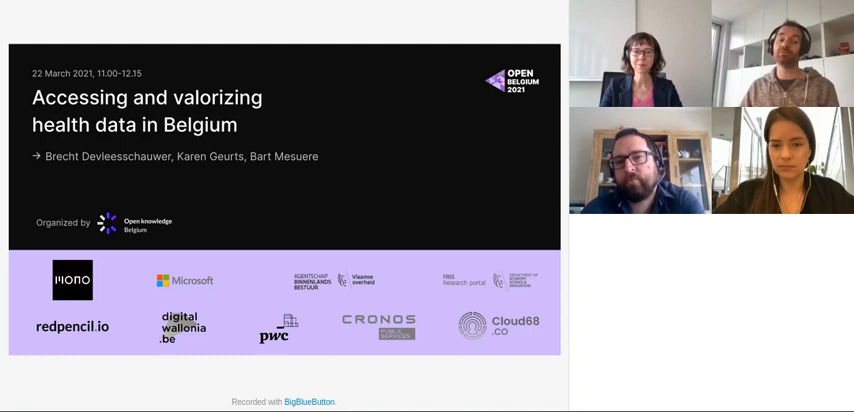 22 March 2021, 11.00-12.15
Accessing and valorizing
health data in Belgium
→ Brecht Devleesschauwer, Karen Geurts, Bart Mesuere
OPEN
BELGIUM
2021
Organized by
Open knowledge
Belgium
MONO
Microsoft
AGENTSCHAP
BINNENLANDS
BESTUUR
Vlaamse
overheid
FRIS
Research portal
DEPARTMENT OF
ECONOMY
SCIENCE &
INNOVATION
redpencil.io
digital
wallonia
.be
pwc
CRONOS
PUBLIC
SERVICES
Cloud68
.CO
Recorded with BigBlueButton.